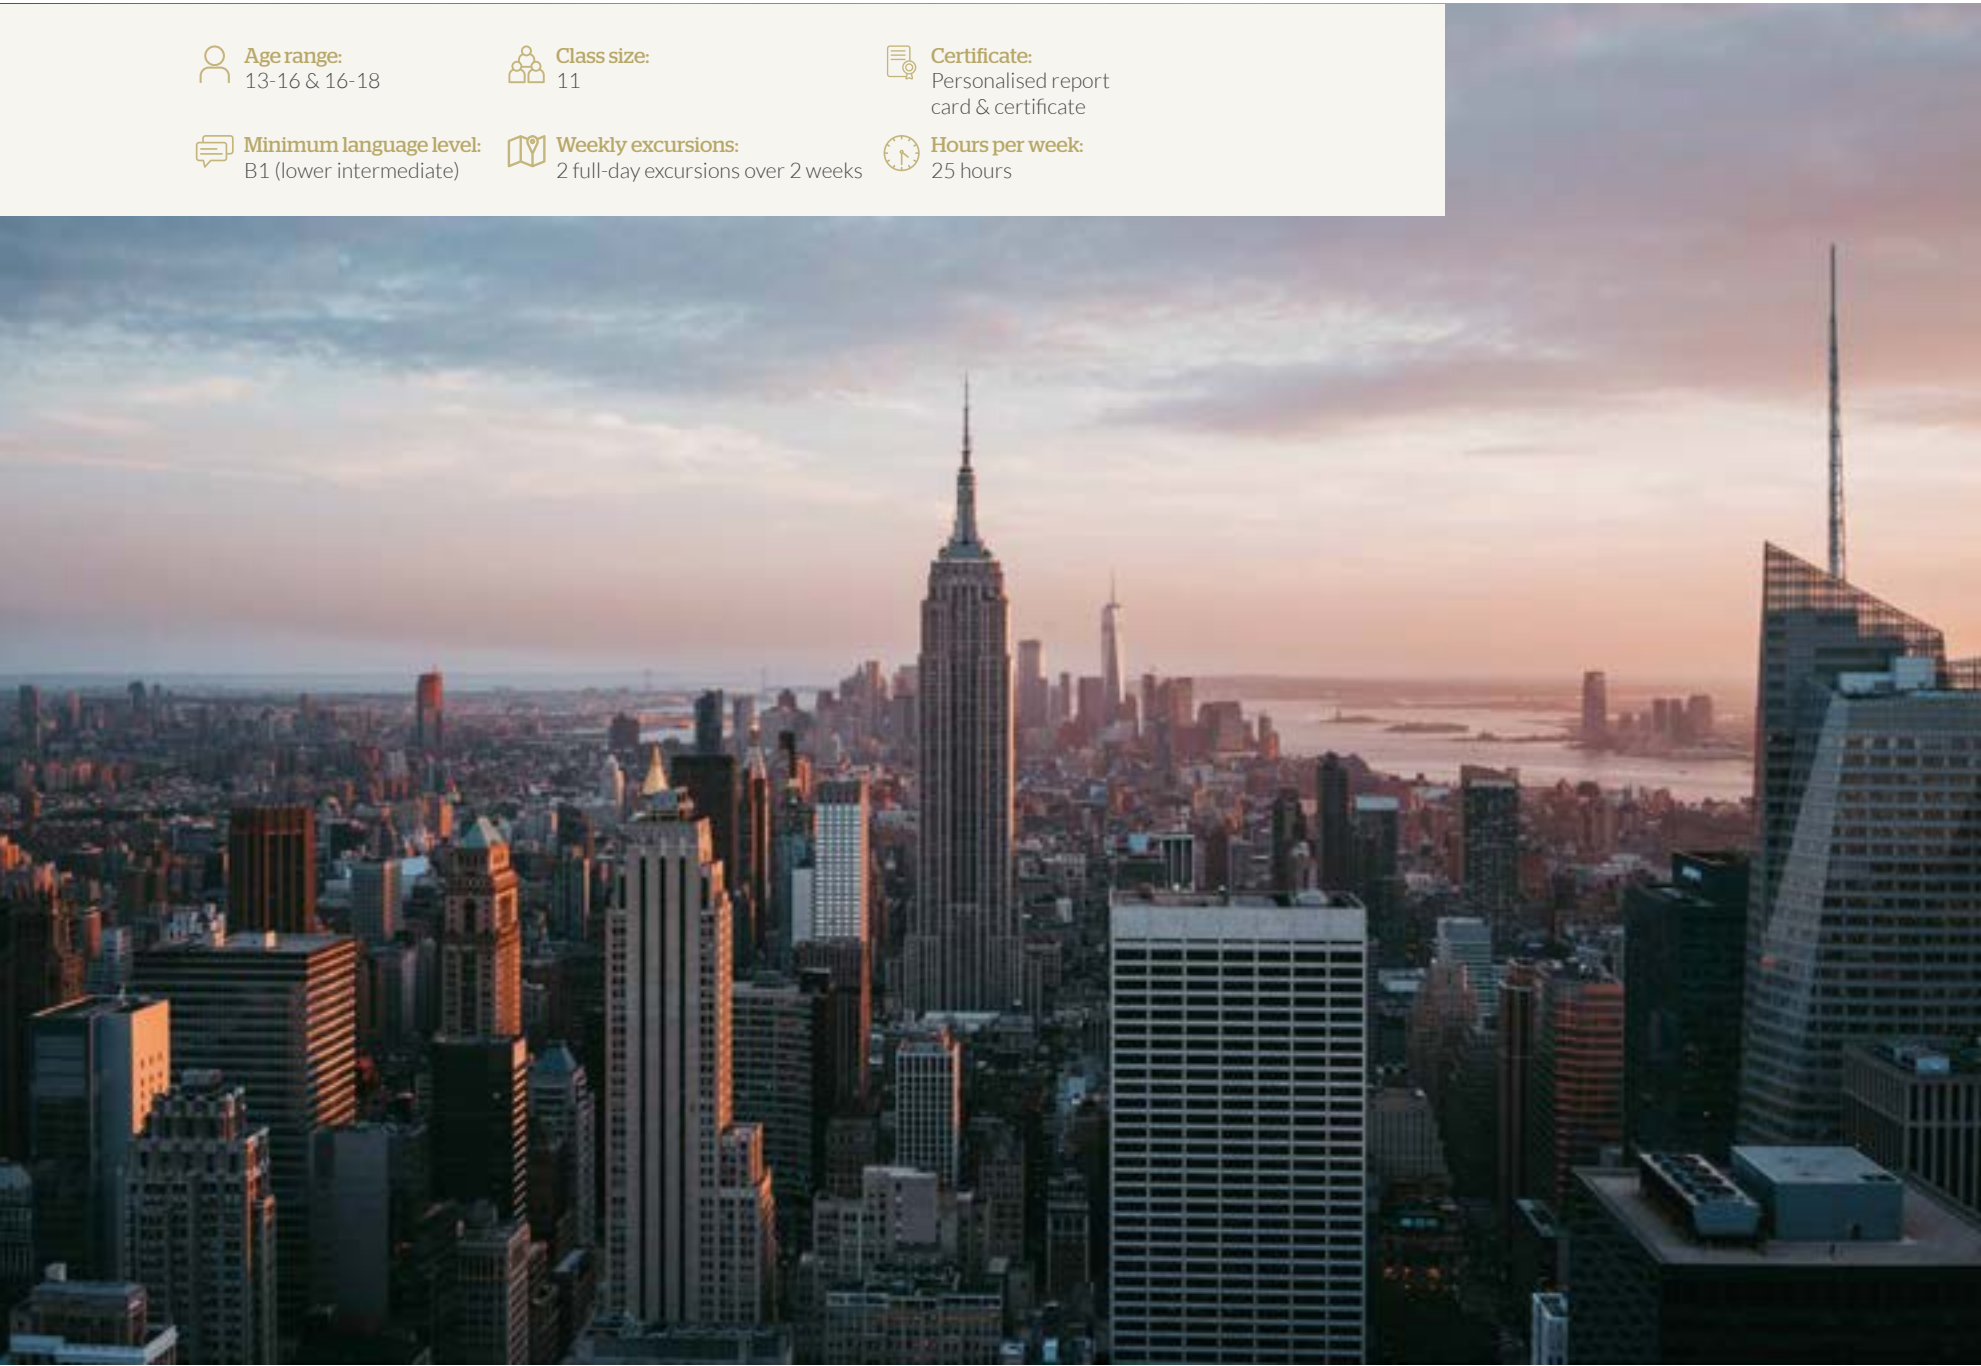 Age range:
13-16 & 16-18
Class size:
11
Certificate:
Personalised report
card & certificate
Minimum language level:
B1 (lower intermediate)
Weekly excursions:
2 full-day excursions over 2 weeks
Hours per week:
25 hours